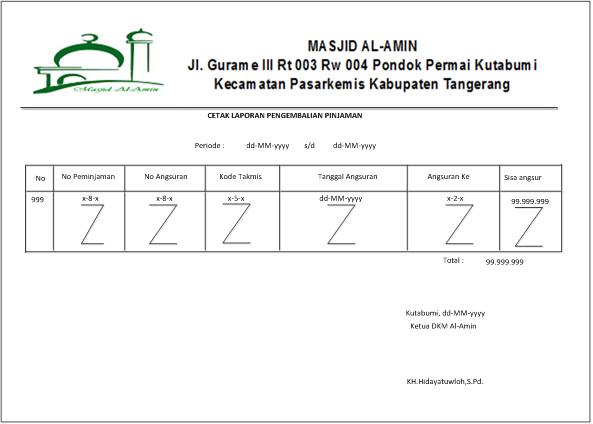 MASJID AL-AMIN
Jl. Gurame III Rt 003 Rw 004 Pondok Permai Kutabumi
Kecamatan Pasarkemis Kabupaten Tangerang
Masjid Al-Amin
CETAK LAPORAN PENGEMBALIAN PINJAMAN
Periode : dd-MM-yyyy s/d dd-MM-yyyy
No No Peminjaman No Angsuran Kode Takmis Tanggal Angsuran Angsuran Ke Sisa angsur
999 x-8-x x-8-x x-5-x dd-MM-yyyy x-2-x 99.999.999
Total : 99.999.999
Kutabumi, dd-MM-yyyy
Ketua DKM Al-Amin
KH.Hidayatuwloh,S.Pd.